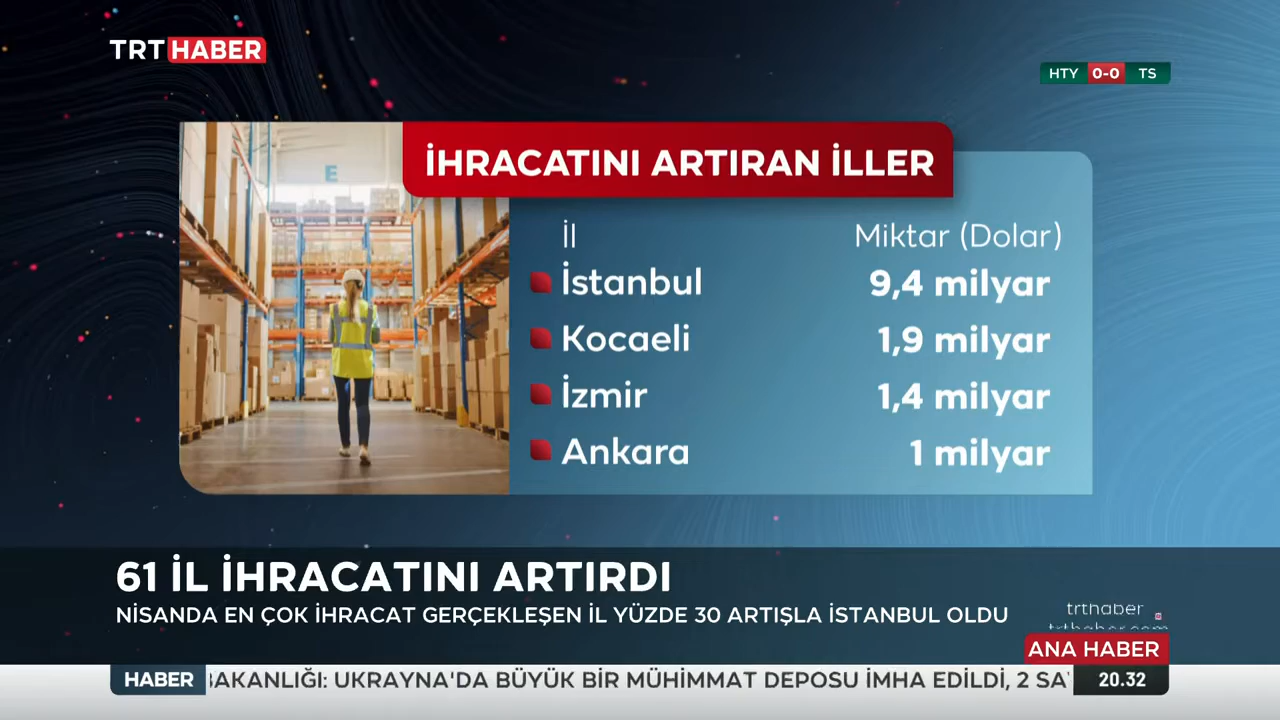 TRT HABER
HTY 0-0 TS
E
İHRACATINI ARTIRAN İLLER
İl Miktar (Dolar)
İstanbul 9,4 milyar
Kocaeli 1,9 milyar
İzmir 1,4 milyar
Ankara 1 milyar
61 İL İHRACATINI ARTIRDI
NİSANDA EN ÇOK İHRACAT GERÇEKLEŞEN İL YÜZDE 30 ARTIŞLA İSTANBUL OLDU
trthaber
ANA HABER
HABER BAKANLIĞI: UKRAYNA'DA BÜYÜK BİR MÜHİMMAT DEPOSU İMHA EDİLDİ, 2 20.32